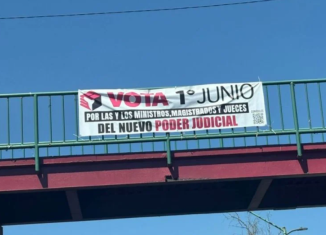 VOTA 1° JUNIO
POR LAS Y LOS MINISTROS, MAGISTRADOS Y JUECES
DEL NUEVO PODER JUDICIAL